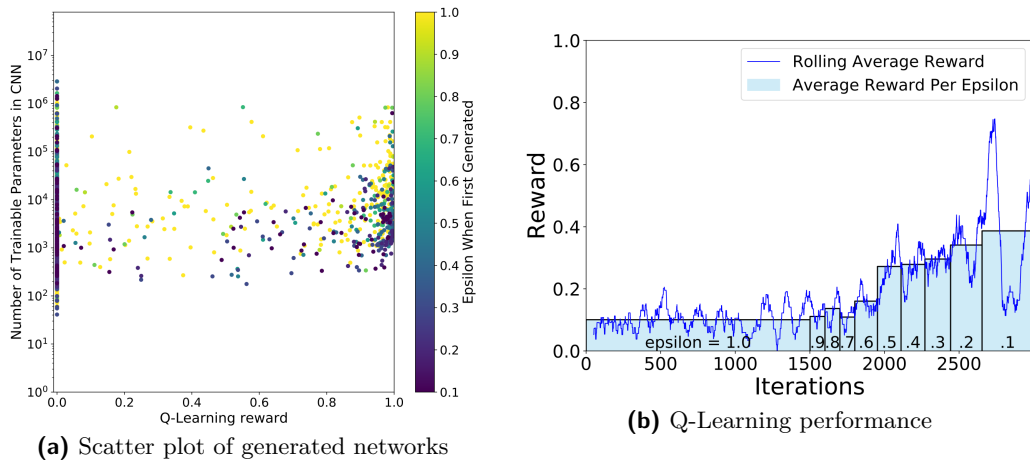 Number of Trainable Parameters in CNN
10⁷
10⁶
10⁵
10⁴
10³
10²
10¹
10⁰
0.0 0.2 0.4 0.6 0.8 1.0
Q-Learning reward
1.0
0.9
0.8
0.7
0.6
0.5
0.4
0.3
0.2
0.1
Epsilon When First Generated
(a) Scatter plot of generated networks
Reward
1.0
0.8
0.6
0.4
0.2
0.0
Rolling Average Reward
Average Reward Per Epsilon
epsilon = 1.0 .9 .8 .7 .6 .5 .4 .3 .2 .1
0 500 1000 1500 2000 2500
Iterations
(b) Q-Learning performance